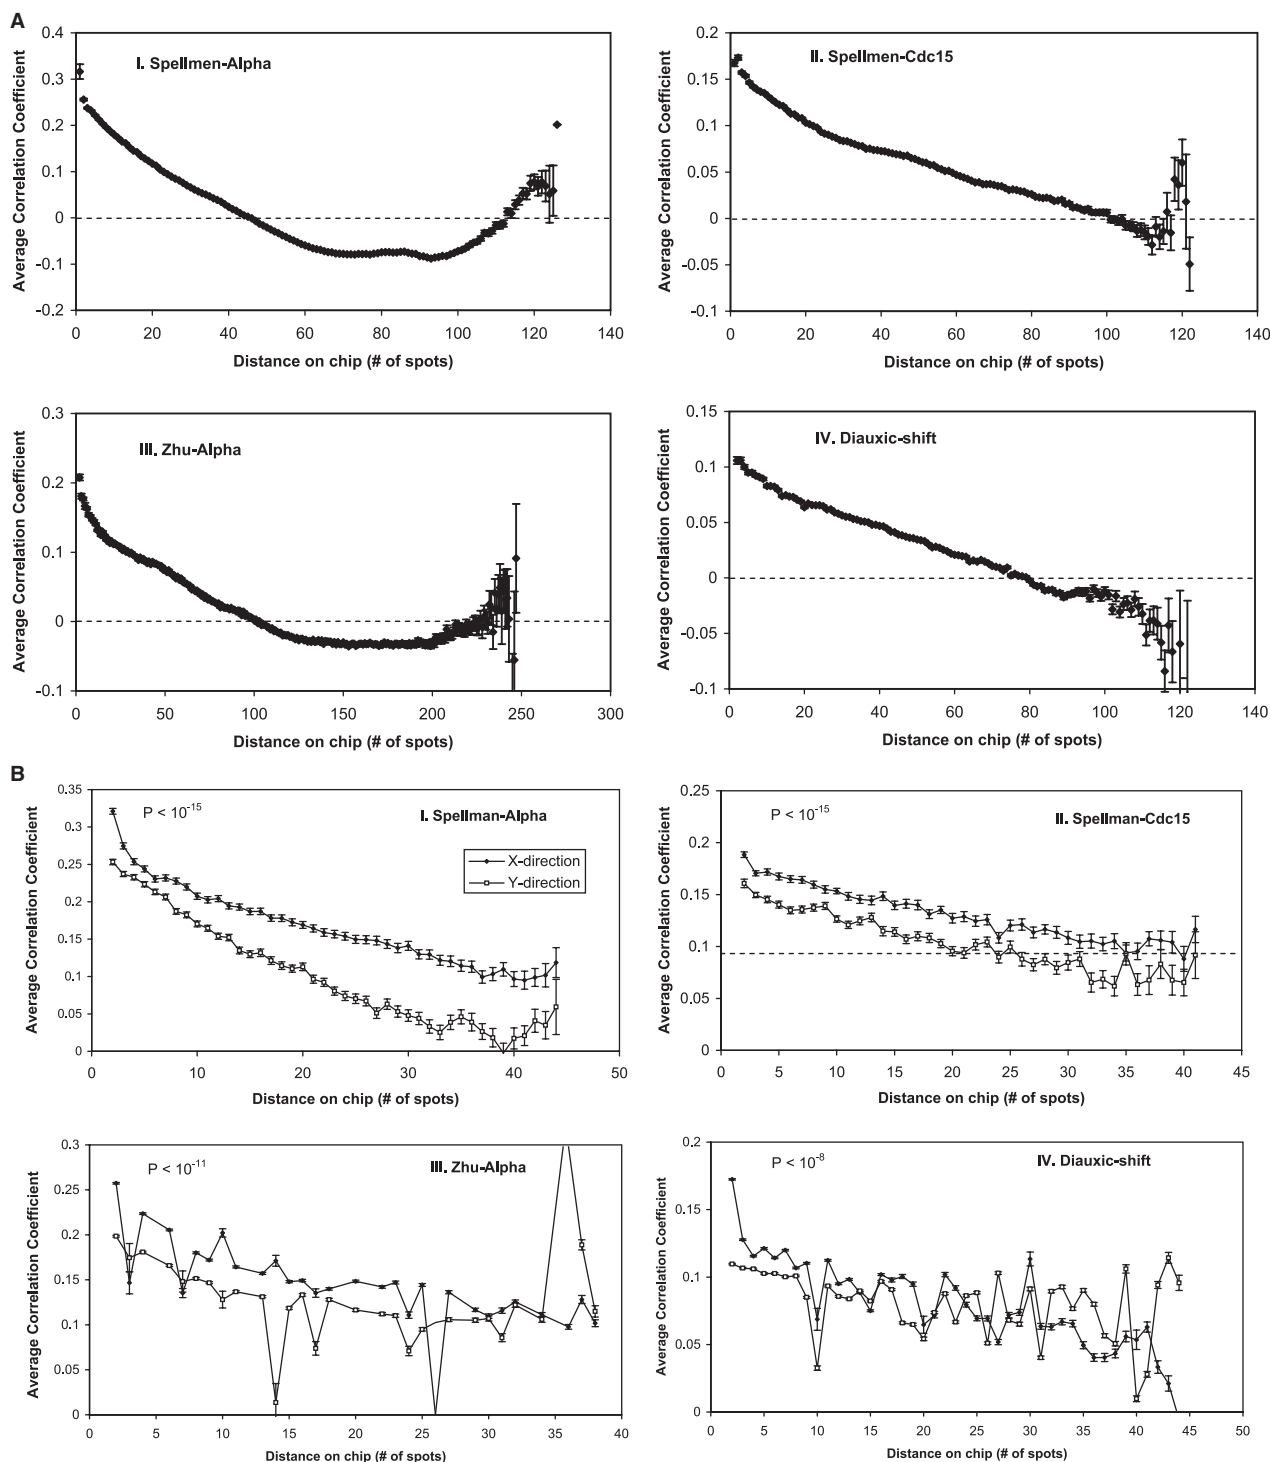 A
I. Spellmen-Alpha
Average Correlation Coefficient
0.4
0.3
0.2
0.1
0
-0.1
-0.2
0 20 40 60 80 100 120 140
Distance on chip (# of spots)
II. Spellmen-Cdc15
Average Correlation Coefficient
0.2
0.15
0.1
0.05
0
-0.05
-0.1
0 20 40 60 80 100 120 140
Distance on chip (# of spots)
III. Zhu-Alpha
Average Correlation Coefficient
0.3
0.2
0.1
0
-0.1
0 50 100 150 200 250 300
Distance on chip (# of spots)
IV. Diauxic-shift
Average Correlation Coefficient
0.15
0.1
0.05
0
-0.05
-0.1
0 20 40 60 80 100 120 140
Distance on chip (# of spots)
B
P < 10-15
I. Spellman-Alpha
X-direction
Y-direction
Average Correlation Coefficient
0.35
0.3
0.25
0.2
0.15
0.1
0.05
0
0 10 20 30 40 50
Distance on chip (# of spots)
P < 10-15
II. Spellman-Cdc15
Average Correlation Coefficient
0.25
0.2
0.15
0.1
0.05
0
0 5 10 15 20 25 30 35 40 45
Distance on chip (# of spots)
P < 10-11
III. Zhu-Alpha
Average Correlation Coefficient
0.3
0.25
0.2
0.15
0.1
0.05
0
0 5 10 15 20 25 30 35 40
Distance on chip (# of spots)
P < 10-8
IV. Diauxic-shift
Average Correlation Coefficient
0.2
0.15
0.1
0.05
0
0 5 10 15 20 25 30 35 40 45 50
Distance on chip (# of spots)